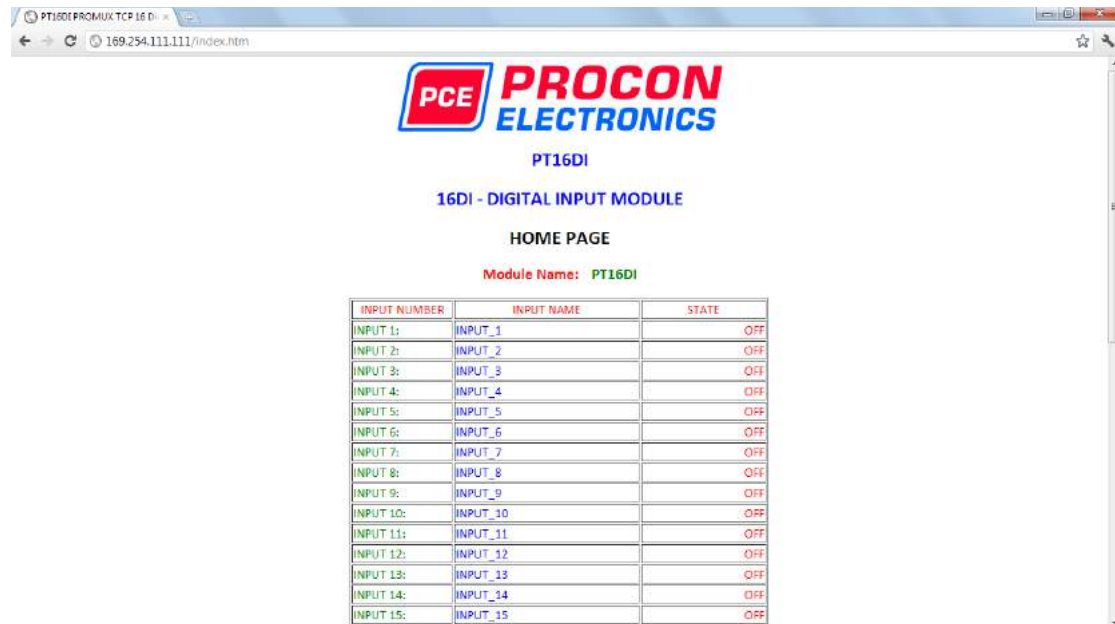 PT16DI PROMUX TCP 16 DI
169.254.111.111/index.htm
PCE PROCON
ELECTRONICS
PT16DI
16DI - DIGITAL INPUT MODULE
HOME PAGE
Module Name: PT16DI
INPUT NUMBER INPUT NAME STATE
INPUT 1: INPUT_1 OFF
INPUT 2: INPUT_2 OFF
INPUT 3: INPUT_3 OFF
INPUT 4: INPUT_4 OFF
INPUT 5: INPUT_5 OFF
INPUT 6: INPUT_6 OFF
INPUT 7: INPUT_7 OFF
INPUT 8: INPUT_8 OFF
INPUT 9: INPUT_9 OFF
INPUT 10: INPUT_10 OFF
INPUT 11: INPUT_11 OFF
INPUT 12: INPUT_12 OFF
INPUT 13: INPUT_13 OFF
INPUT 14: INPUT_14 OFF
INPUT 15: INPUT_15 OFF